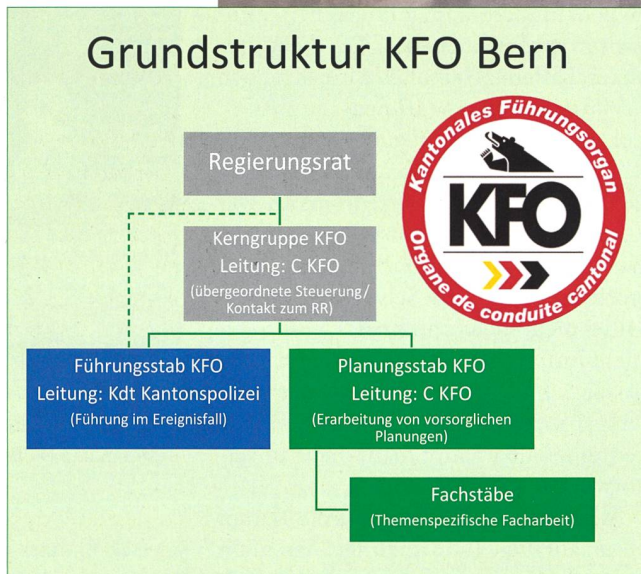 Grundstruktur KFO Bern
Kantonales Führungsorgan
KFO
Organe de conduite cantonal
Regierungsrat
Kerngruppe KFO
Leitung: C KFO
(übergeordnete Steuerung/
Kontakt zum RR)
Führungsstab KFO
Leitung: Kdt Kantonspolizei
(Führung im Ereignisfall)
Planungsstab KFO
Leitung: C KFO
(Erarbeitung von vorsorglichen
Planungen)
Fachstäbe
(Themenspezifische Facharbeit)